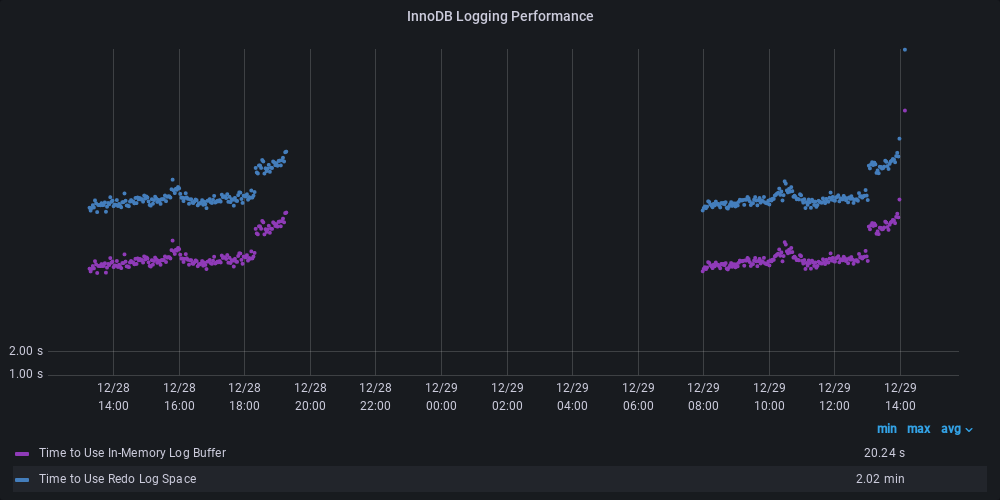 InnoDB Logging Performance
2.00 s
1.00 s
12/28 12/28 12/28 12/28 12/28 12/29 12/29 12/29 12/29 12/29 12/29 12/29 12/29
14:00 16:00 18:00 20:00 22:00 00:00 02:00 04:00 06:00 08:00 10:00 12:00 14:00
min max avg
Time to Use In-Memory Log Buffer 20.24 s
Time to Use Redo Log Space 2.02 min